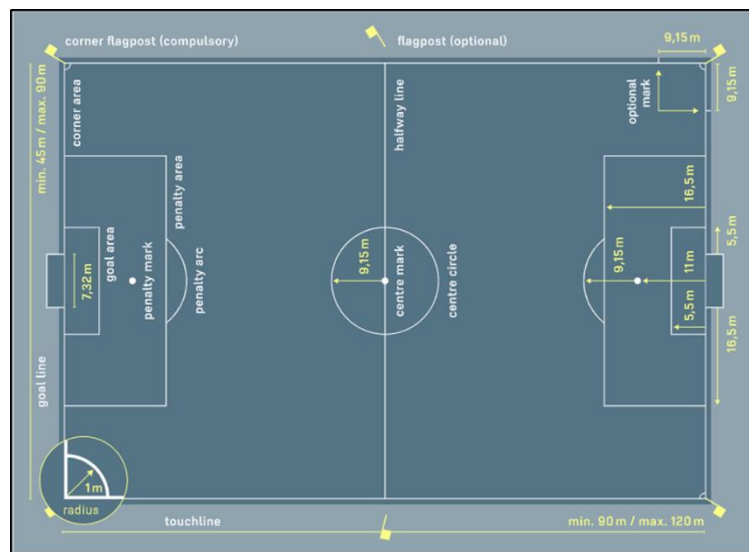 corner flagpost (compulsory)
flagpost (optional)
9,15 m
min. 45 m / max. 90 m
corner area
halfway line
optional
mark
9,15 m
penalty area
16,5 m
goal area
penalty mark
penalty arc
7,32 m
9,15 m
centre mark
centre circle
9,15 m
11 m
5,5 m
5,5 m
16,5 m
goal line
1 m
radius
touchline
min. 90 m / max. 120 m